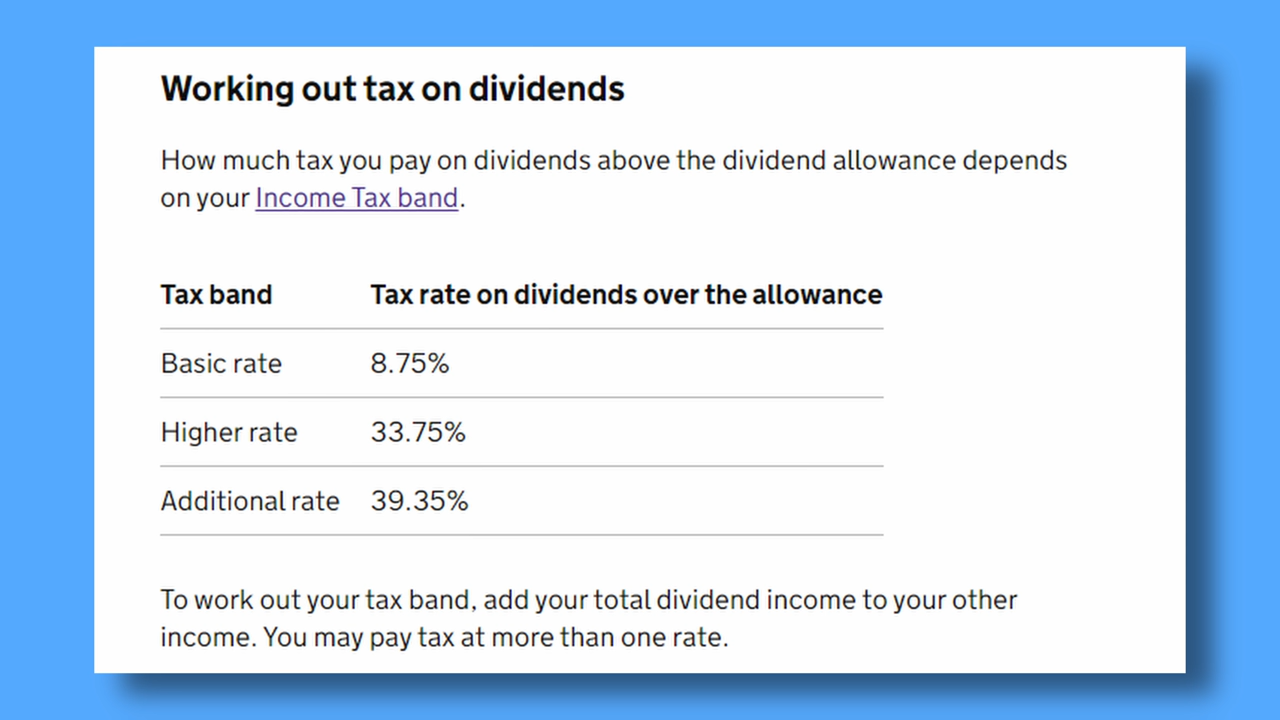 Working out tax on dividends
How much tax you pay on dividends above the dividend allowance depends
on your Income Tax band.
Tax band Tax rate on dividends over the allowance
Basic rate 8.75%
Higher rate 33.75%
Additional rate 39.35%
To work out your tax band, add your total dividend income to your other
income. You may pay tax at more than one rate.